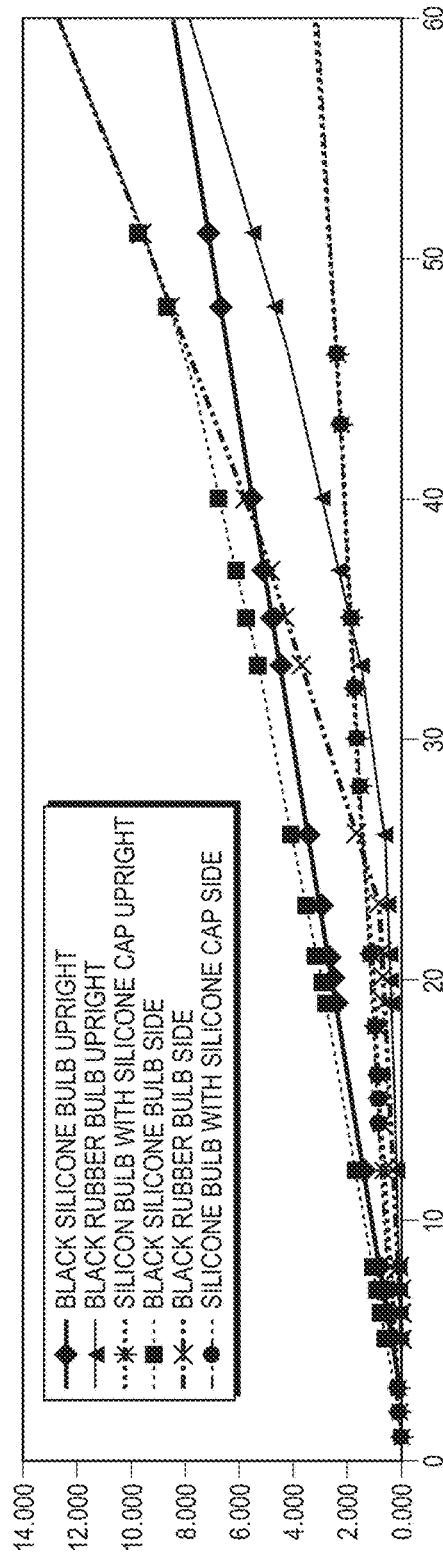 14.000
12.000
10.000
8.000
6.000
4.000
2.000
0.000
BLACK SILICONE BULB UPRIGHT
BLACK RUBBER BULB UPRIGHT
SILICON BULB WITH SILICONE CAP UPRIGHT
BLACK SILICONE BULB SIDE
BLACK RUBBER BULB SIDE
SILICONE BULB WITH SILICONE CAP SIDE
0
10
20
30
40
50
60